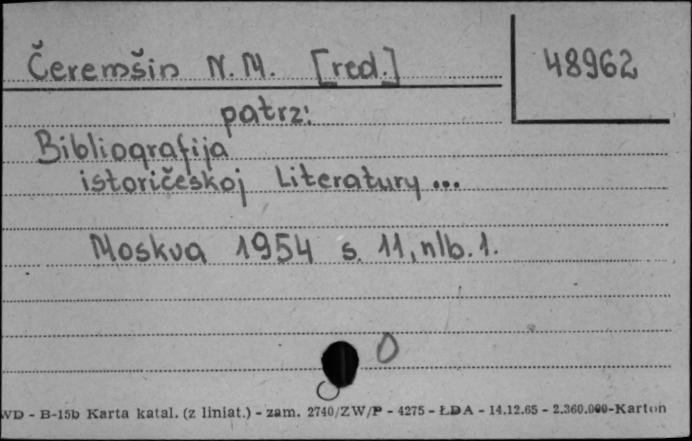 Čeremšin N.M. [red.]
48962
patrz:
Bibliografija
istoričeskoj Literatury...
Moskva 1954 s. 11, nlb. 1.
0
WD - B-15b Karta katal. (z liniat.) - zam. 2740/ZW/P - 4275 - ŁDA - 14.12.65 - 2.360.000-Karton